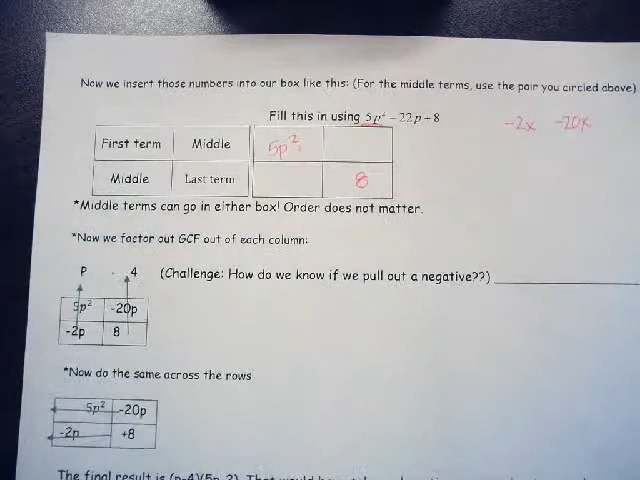 Now we insert those numbers into our box like this: (For the middle terms, use the pair you circled above)
Fill this in using 5p² - 22p + 8
-2x -20x
First term Middle 5p²
Middle Last term 8
*Middle terms can go in either box! Order does not matter.
*Now we factor out GCF out of each column:
P 4 (Challenge: How do we know if we pull out a negative??)
5p² -20p
-2p 8
*Now do the same across the rows
5p² -20p
-2p +8
The final result is (p-4)(5p-2). That would